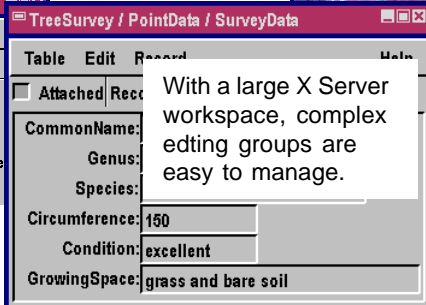 TreeSurvey / PointData / SurveyData
Table Edit Help
Attached
With a large X Server
workspace, complex
edting groups are
easy to manage.
CommonName:
Genus:
Species:
Circumference: 150
Condition: excellent
GrowingSpace: grass and bare soil